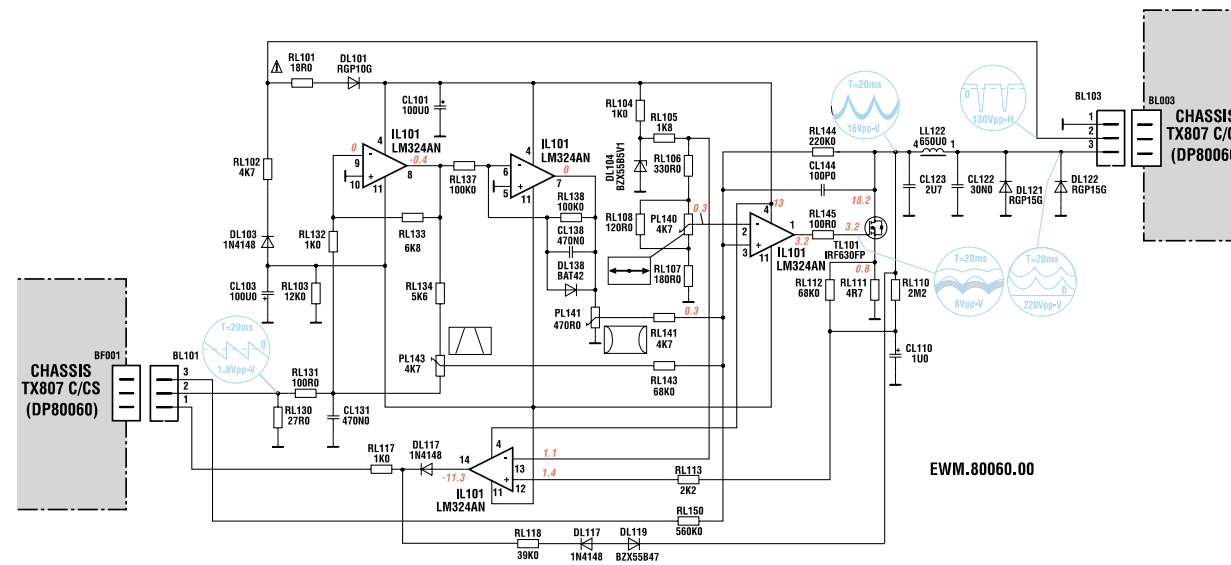 RL101
18R0
DL101
RGP10G
CL101
100U0
RL102
4K7
DL103
1N4148
CL103
100U0
RL103
12K0
RL132
1K0
IL101
LM324AN
0
-0.4
4
9
10
8
11
-
+
RL137
100K0
RL133
6K8
RL134
5K6
PL143
4K7
IL101
LM324AN
0
4
6
5
7
11
-
+
RL138
100K0
CL138
470N0
DL138
BAT42
PL141
470R0
RL104
1K0
RL105
1K8
DL104
BZX55B5V1
RL106
330R0
RL108
120R0
PL140
4K7
RL107
180R0
0.3
0.3
RL141
4K7
RL143
68K0
13
4
2
3
1
11
-
+
IL101
LM324AN
3.2
RL144
220K0
CL144
100P0
RL145
100R0
18.2
3.2
TL101
IRF630FP
0.8
RL112
68K0
RL111
4R7
RL110
2M2
CL110
1U0
T=20ms
16Vpp-V
0
130Vpp-H
LL122
650U0
4
1
CL123
2U7
CL122
30N0
DL121
RGP15G
DL122
RGP15G
T=20ms
8Vpp-V
T=20ms
0
220Vpp-V
BL103
1
2
3
BL003
CHASSIS
TX807 C/C
(DP8006
CHASSIS
TX807 C/CS
(DP80060)
BF001
BL101
3
2
1
T=20ms
0
1.8Vpp-V
RL131
100R0
RL130
27R0
CL131
470N0
RL117
1K0
DL117
1N4148
14
-11.3
4
13
12
11
-
+
IL101
LM324AN
1.1
1.4
RL113
2K2
RL150
560K0
RL118
39K0
DL117
1N4148
DL119
BZX55B47
EWM.80060.00